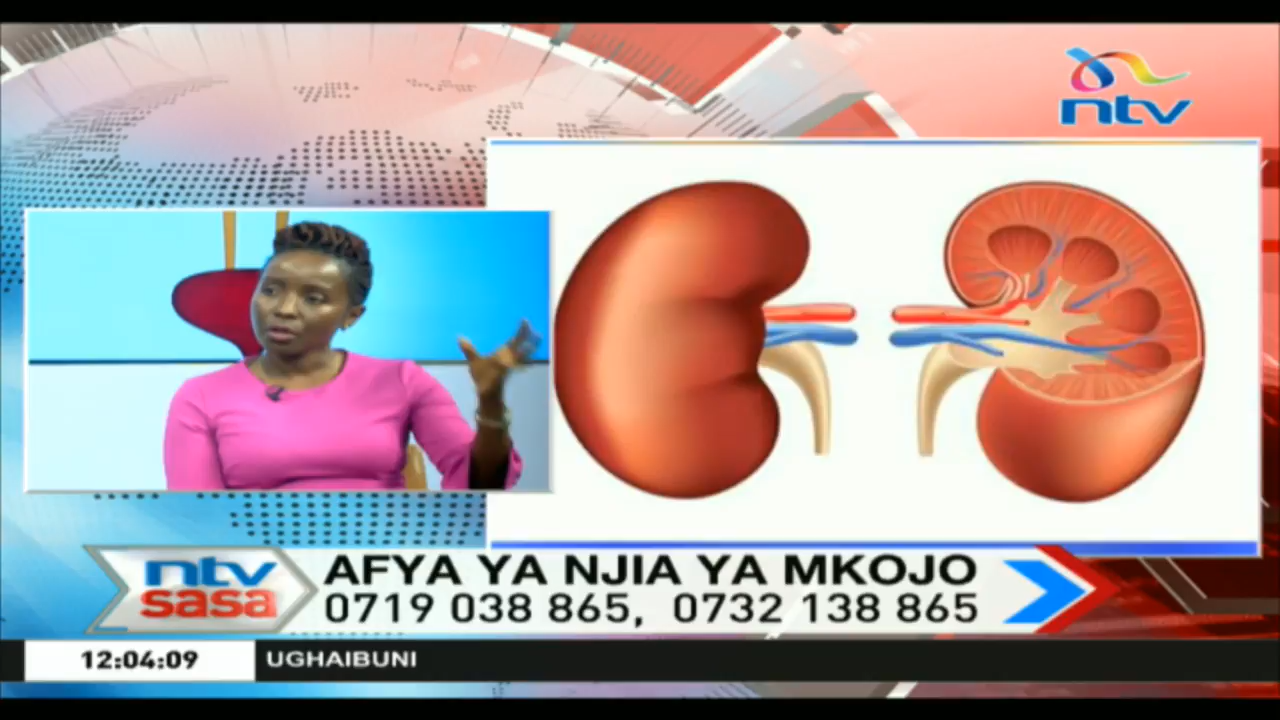 ntv
ntv
sasa
AFYA YA NJIA YA MKOJO
0719 038 865, 0732 138 865
12:04:09
UGHAIBUNI